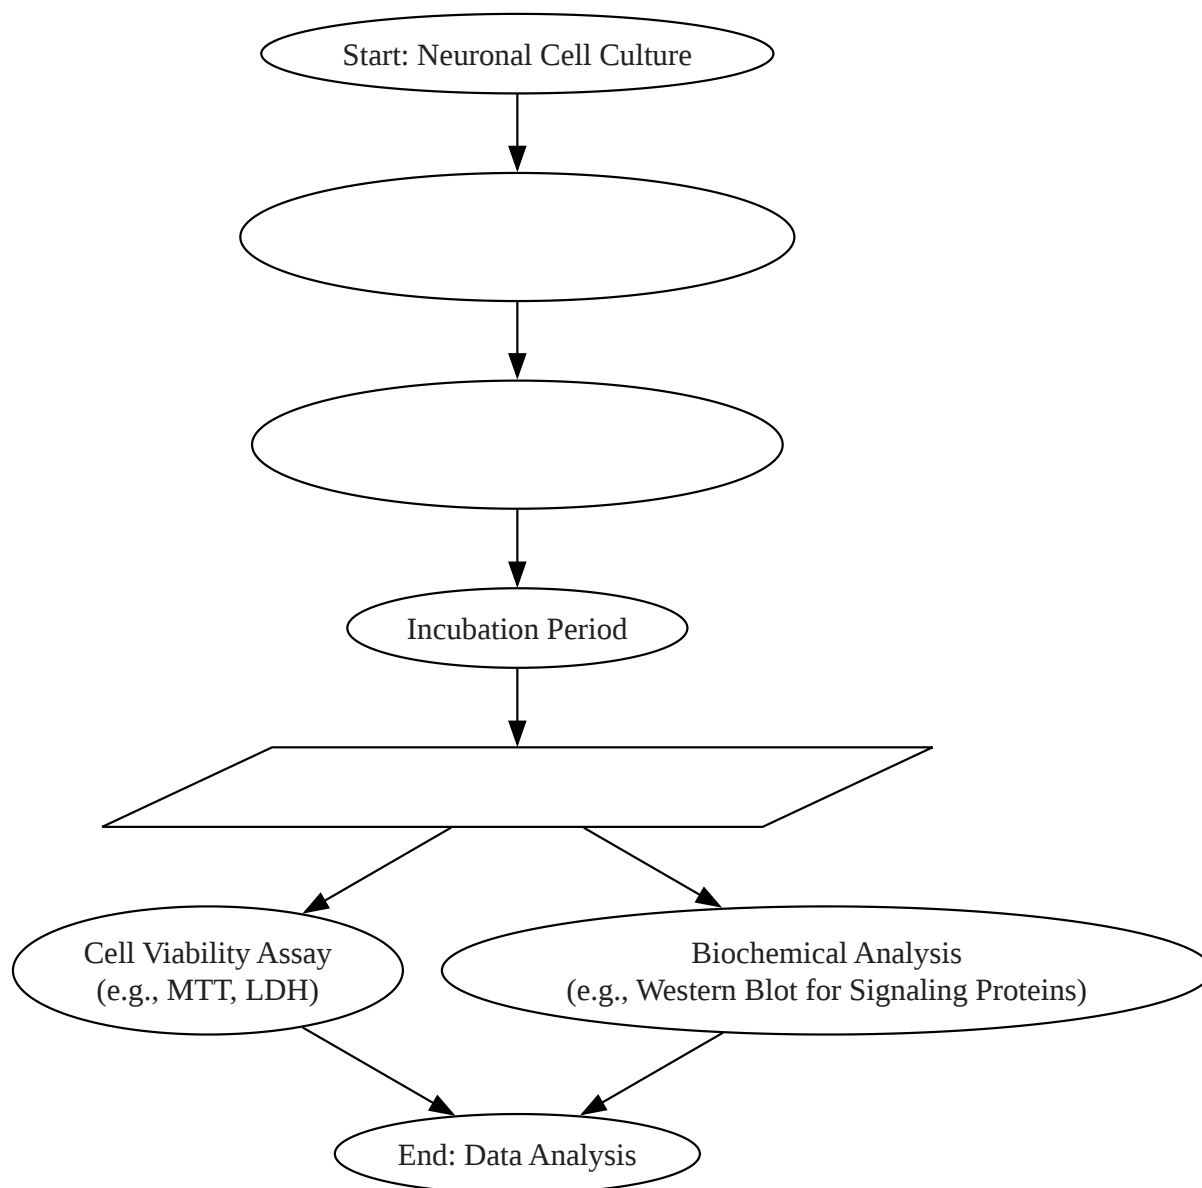 Start: Neuronal Cell Culture
Incubation Period
Cell Viability Assay
(e.g., MTT, LDH)
Biochemical Analysis
(e.g., Western Blot for Signaling Proteins)
End: Data Analysis